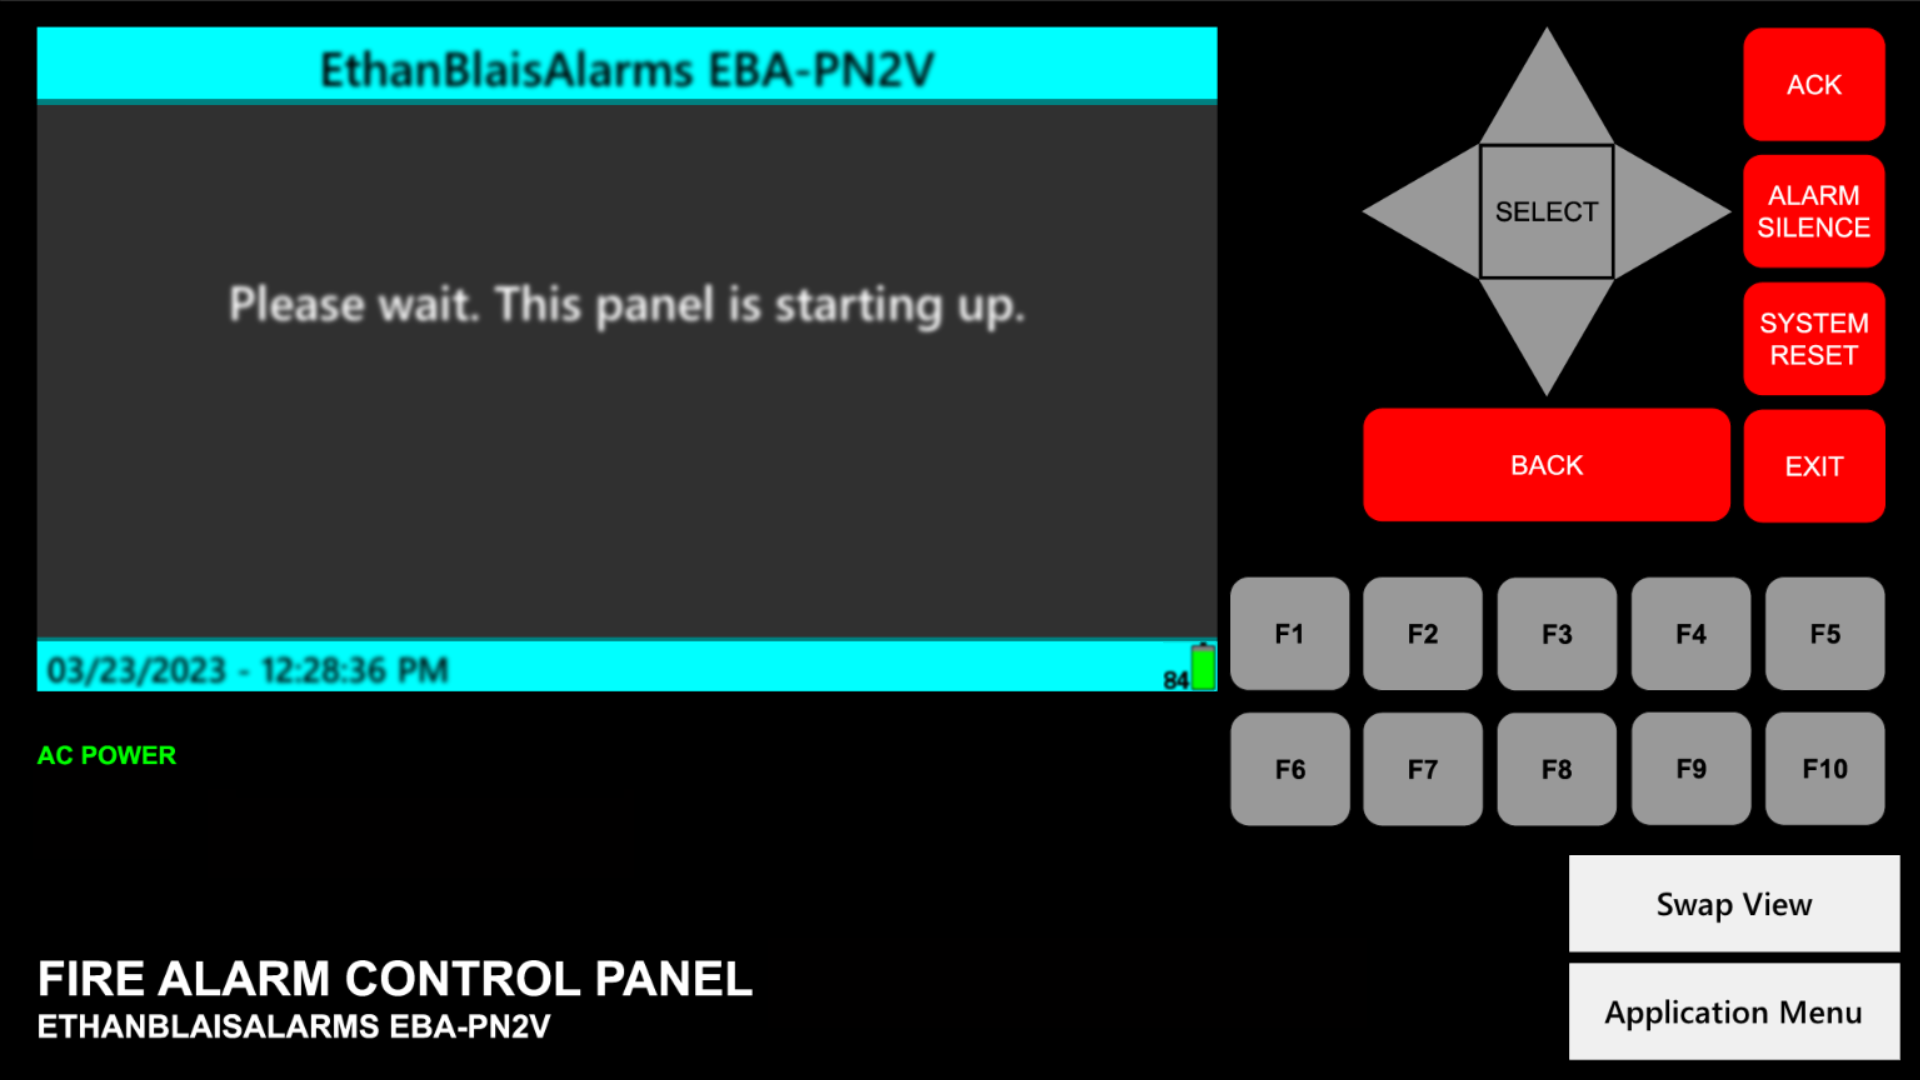 EthanBlaisAlarms EBA-PN2V
Please wait. This panel is starting up.
03/23/2023 - 12:28:36 PM
84
AC POWER
FIRE ALARM CONTROL PANEL
ETHANBLAISALARMS EBA-PN2V
SELECT
ACK
ALARM
SILENCE
SYSTEM
RESET
BACK
EXIT
F1
F2
F3
F4
F5
F6
F7
F8
F9
F10
Swap View
Application Menu